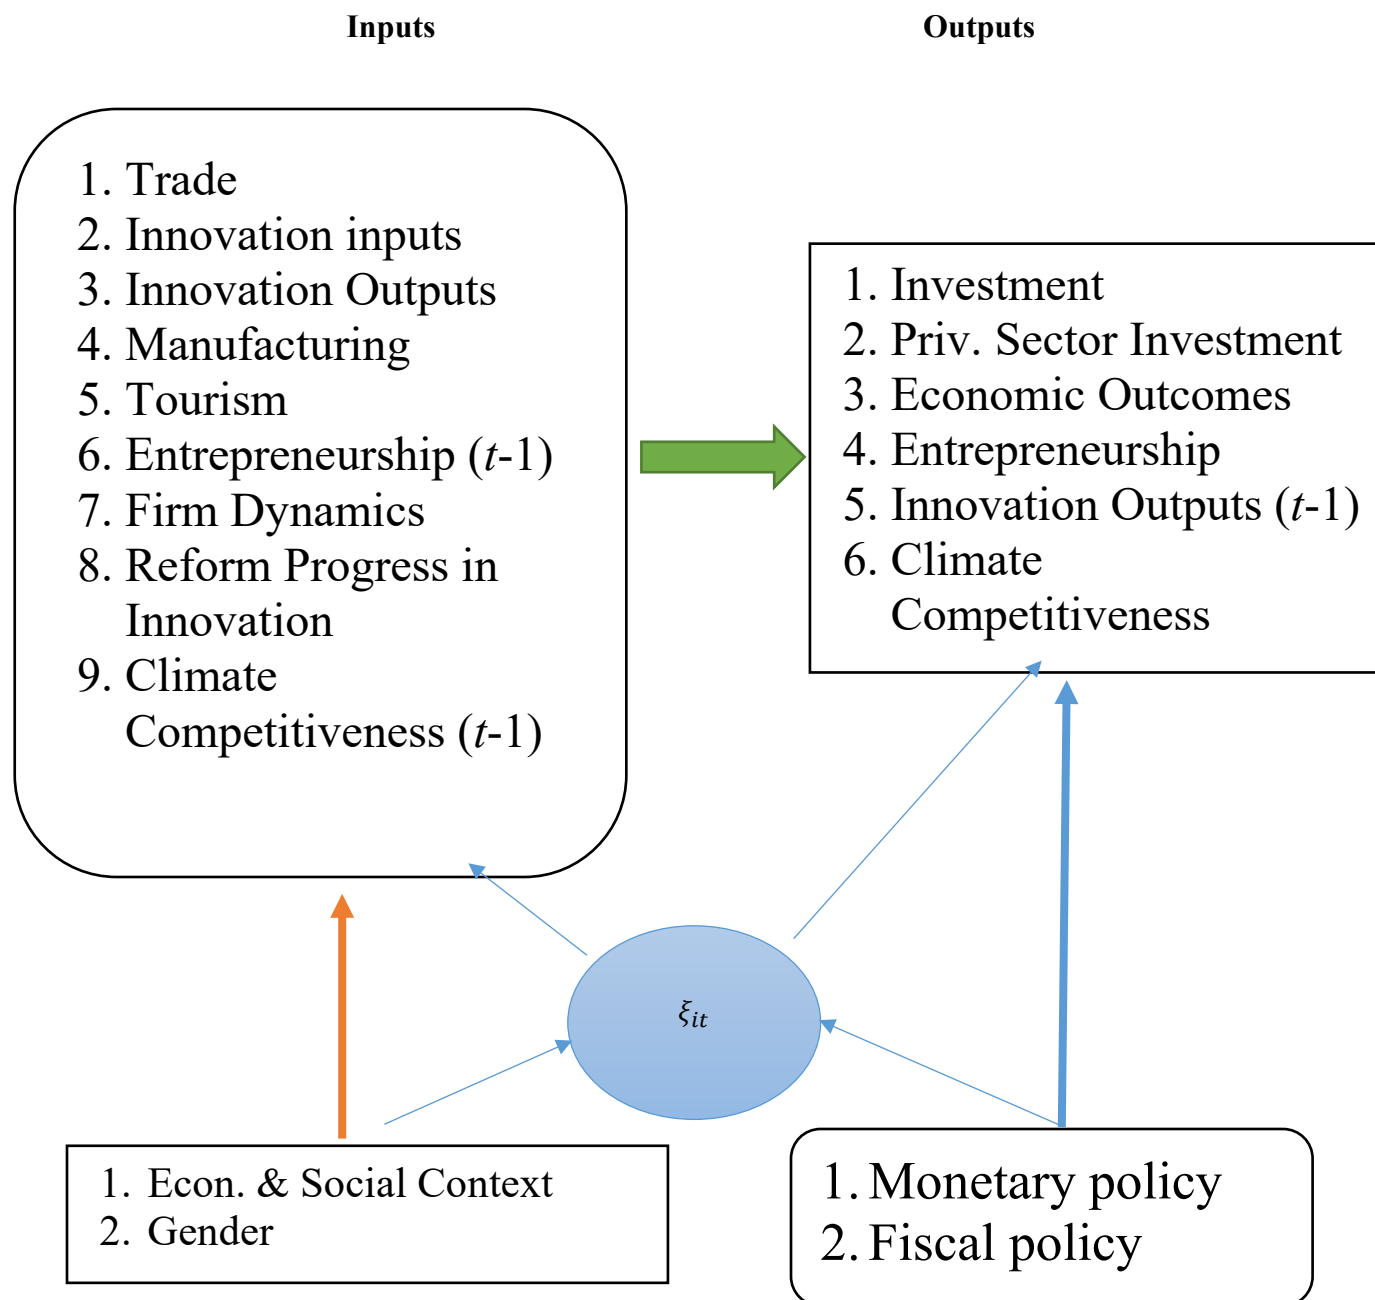 Inputs
Outputs
1. Trade
2. Innovation inputs
3. Innovation Outputs
4. Manufacturing
5. Tourism
6. Entrepreneurship (t-1)
7. Firm Dynamics
8. Reform Progress in
Innovation
9. Climate
Competitiveness (t-1)
1. Investment
2. Priv. Sector Investment
3. Economic Outcomes
4. Entrepreneurship
5. Innovation Outputs (t-1)
6. Climate
Competitiveness
ξit
1. Econ. & Social Context
2. Gender
1. Monetary policy
2. Fiscal policy